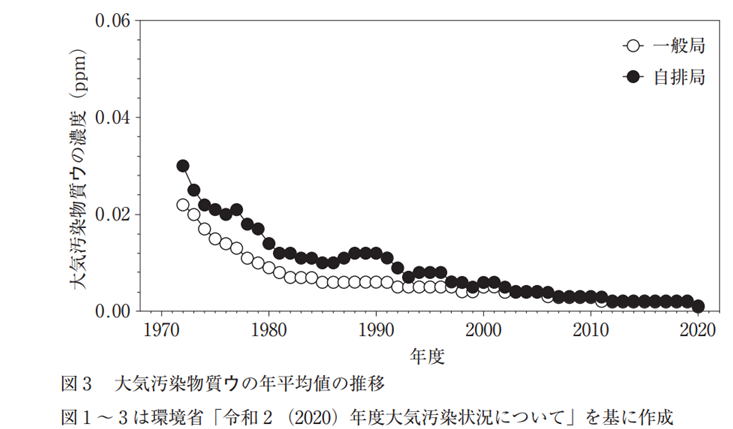 0.06
0.04
0.02
0.00
大気汚染物質ウの濃度（ppm）
一般局
自排局
1970 1980 1990 2000 2010 2020
年度
図3 大気汚染物質ウの年平均値の推移
図1～3は環境省「令和2（2020）年度大気汚染状況について」を基に作成